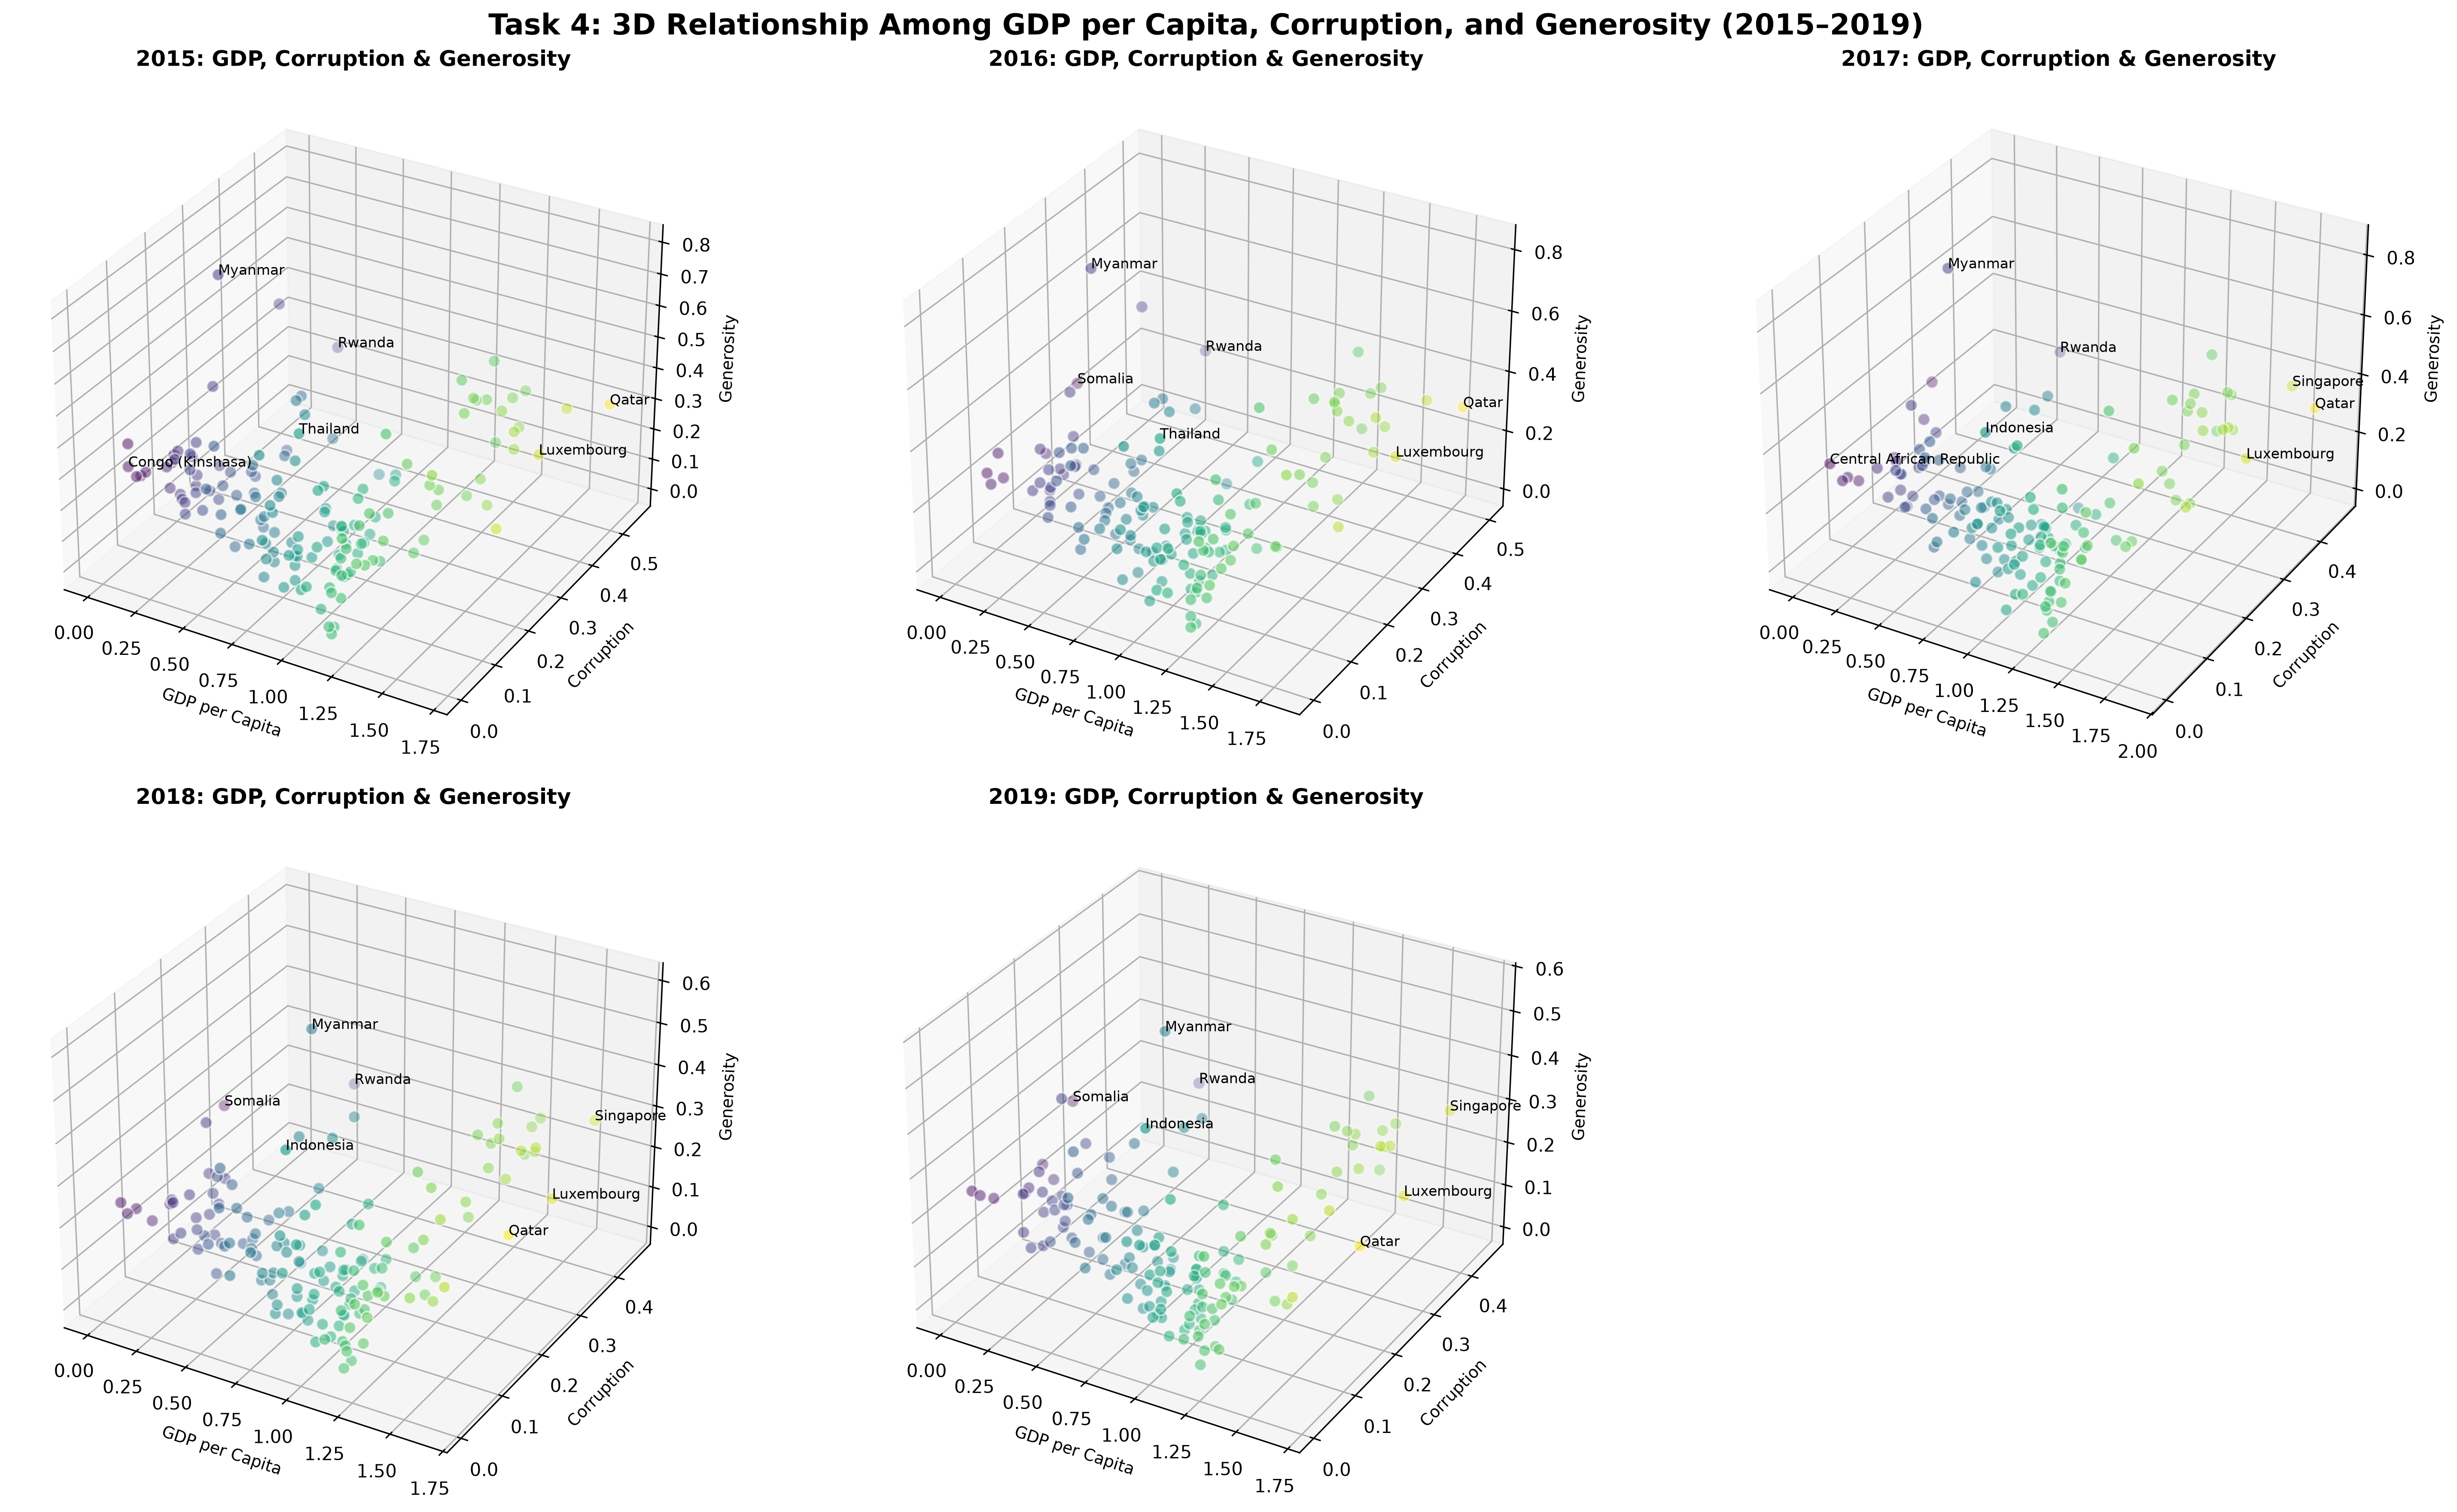 Task 4: 3D Relationship Among GDP per Capita, Corruption, and Generosity (2015–2019)
2015: GDP, Corruption & Generosity
Myanmar
Rwanda
Qatar
Thailand
Luxembourg
Congo (Kinshasa)
0.8
0.7
0.6
0.5
0.4
0.3
0.2
0.1
0.0
Generosity
0.5
0.4
0.3
0.2
0.1
0.0
Corruption
0.00
0.25
0.50
0.75
1.00
1.25
1.50
1.75
GDP per Capita
2016: GDP, Corruption & Generosity
Myanmar
Rwanda
Somalia
Qatar
Thailand
Luxembourg
0.8
0.6
0.4
0.2
0.0
Generosity
0.5
0.4
0.3
0.2
0.1
0.0
Corruption
0.00
0.25
0.50
0.75
1.00
1.25
1.50
1.75
GDP per Capita
2017: GDP, Corruption & Generosity
Myanmar
Rwanda
Singapore
Qatar
Indonesia
Luxembourg
Central African Republic
0.8
0.6
0.4
0.2
0.0
Generosity
0.4
0.3
0.2
0.1
0.0
Corruption
0.00
0.25
0.50
0.75
1.00
1.25
1.50
1.75
2.00
GDP per Capita
2018: GDP, Corruption & Generosity
Myanmar
Rwanda
Somalia
Singapore
Indonesia
Luxembourg
Qatar
0.6
0.5
0.4
0.3
0.2
0.1
0.0
Generosity
0.4
0.3
0.2
0.1
0.0
Corruption
0.00
0.25
0.50
0.75
1.00
1.25
1.50
1.75
GDP per Capita
2019: GDP, Corruption & Generosity
Myanmar
Rwanda
Somalia
Singapore
Indonesia
Luxembourg
Qatar
0.6
0.5
0.4
0.3
0.2
0.1
0.0
Generosity
0.4
0.3
0.2
0.1
0.0
Corruption
0.00
0.25
0.50
0.75
1.00
1.25
1.50
1.75
GDP per Capita